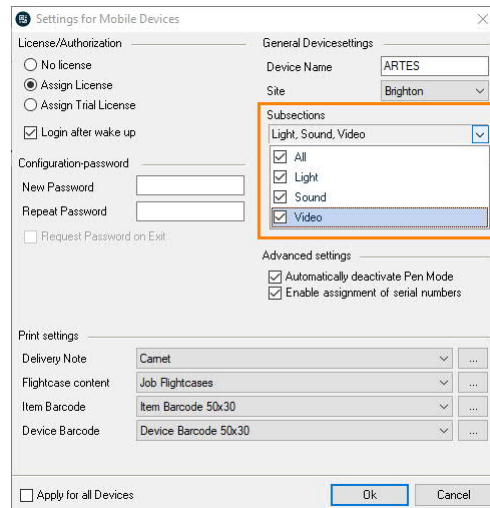 Settings for Mobile Devices
License/Authorization
No license
Assign License
Assign Trial License
Login after wake up
Configuration-password
New Password
Repeat Password
Request Password on Exit
General Devicesettings
Device Name ARTES
Site Brighton
Subsections
Light, Sound, Video
All
Light
Sound
Video
Advanced settings
Automatically deactivate Pen Mode
Enable assignment of serial numbers
Print settings
Delivery Note Carnet ...
Flightcase content Job Flightcases ...
Item Barcode Item Barcode 50x30 ...
Device Barcode Device Barcode 50x30 ...
Apply for all Devices Ok Cancel